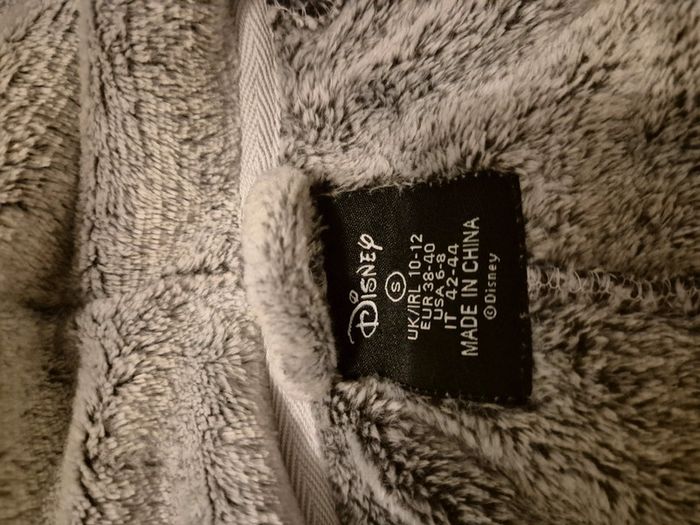 Disney
S
UK/IRL 10-12
EUR 38-40
USA 6-8
IT 42-44
MADE IN CHINA
©Disney